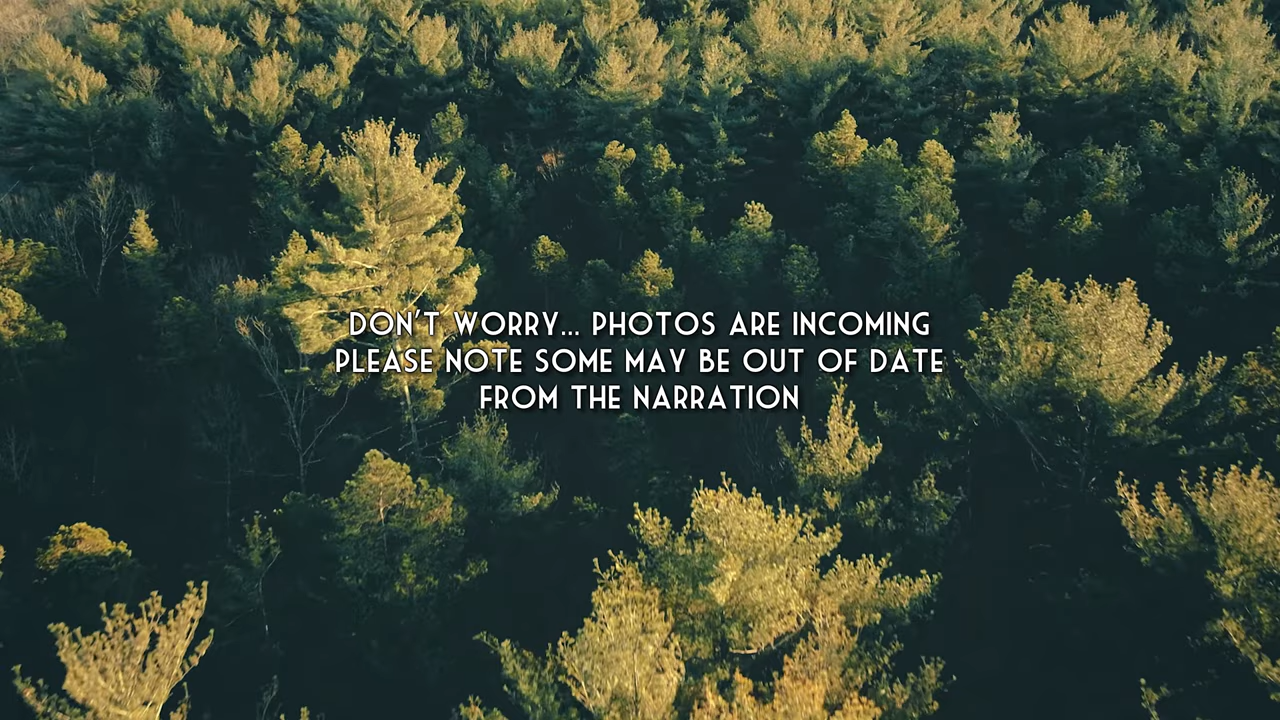 DON'T WORRY... PHOTOS ARE INCOMING
PLEASE NOTE SOME MAY BE OUT OF DATE
FROM THE NARRATION